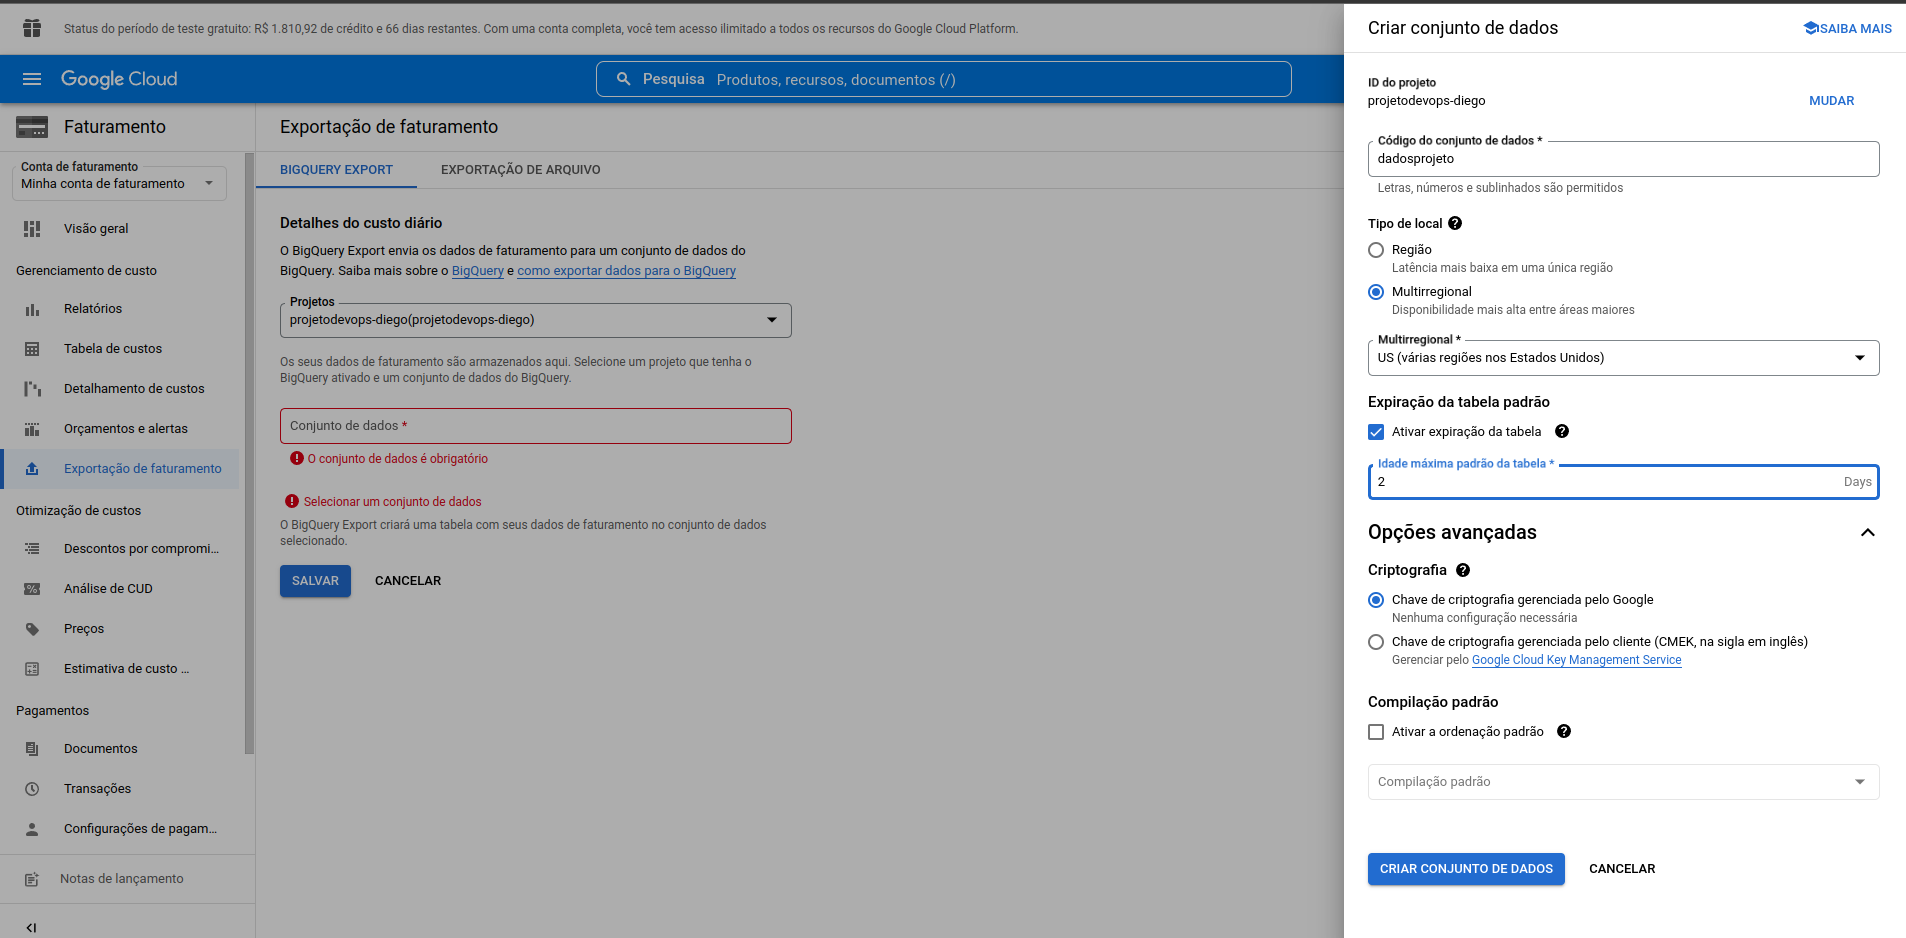 Status do período de teste gratuito: R$ 1.810,92 de crédito e 66 dias restantes. Com uma conta completa, você tem acesso ilimitado a todos os recursos do Google Cloud Platform.
Google Cloud
Pesquisa Produtos, recursos, documentos (/)
Faturamento
Conta de faturamento
Minha conta de faturamento
Visão geral
Gerenciamento de custo
Relatórios
Tabela de custos
Detalhamento de custos
Orçamentos e alertas
Exportação de faturamento
Otimização de custos
Descontos por compromi...
Análise de CUD
Preços
Estimativa de custo ...
Pagamentos
Documentos
Transações
Configurações de pagam...
Notas de lançamento
Exportação de faturamento
BIGQUERY EXPORT EXPORTAÇÃO DE ARQUIVO
Detalhes do custo diário
O BigQuery Export envia os dados de faturamento para um conjunto de dados do
BigQuery. Saiba mais sobre o BigQuery e como exportar dados para o BigQuery
Projetos
projetodevops-diego(projetodevops-diego)
Os seus dados de faturamento são armazenados aqui. Selecione um projeto que tenha o
BigQuery ativado e um conjunto de dados do BigQuery.
Conjunto de dados *
O conjunto de dados é obrigatório
Selecionar um conjunto de dados
O BigQuery Export criará uma tabela com seus dados de faturamento no conjunto de dados
selecionado.
SALVAR CANCELAR
Criar conjunto de dados SAIBA MAIS
ID do projeto
projetodevops-diego MUDAR
Código do conjunto de dados *
dadosprojeto
Letras, números e sublinhados são permitidos
Tipo de local
Região
Latência mais baixa em uma única região
Multirregional
Disponibilidade mais alta entre áreas maiores
Multirregional *
US (várias regiões nos Estados Unidos)
Expiração da tabela padrão
Ativar expiração da tabela
Idade máxima padrão da tabela *
2 Days
Opções avançadas
Criptografia
Chave de criptografia gerenciada pelo Google
Nenhuma configuração necessária
Chave de criptografia gerenciada pelo cliente (CMEK, na sigla em inglês)
Gerenciar pelo Google Cloud Key Management Service
Compilação padrão
Ativar a ordenação padrão
Compilação padrão
CRIAR CONJUNTO DE DADOS CANCELAR